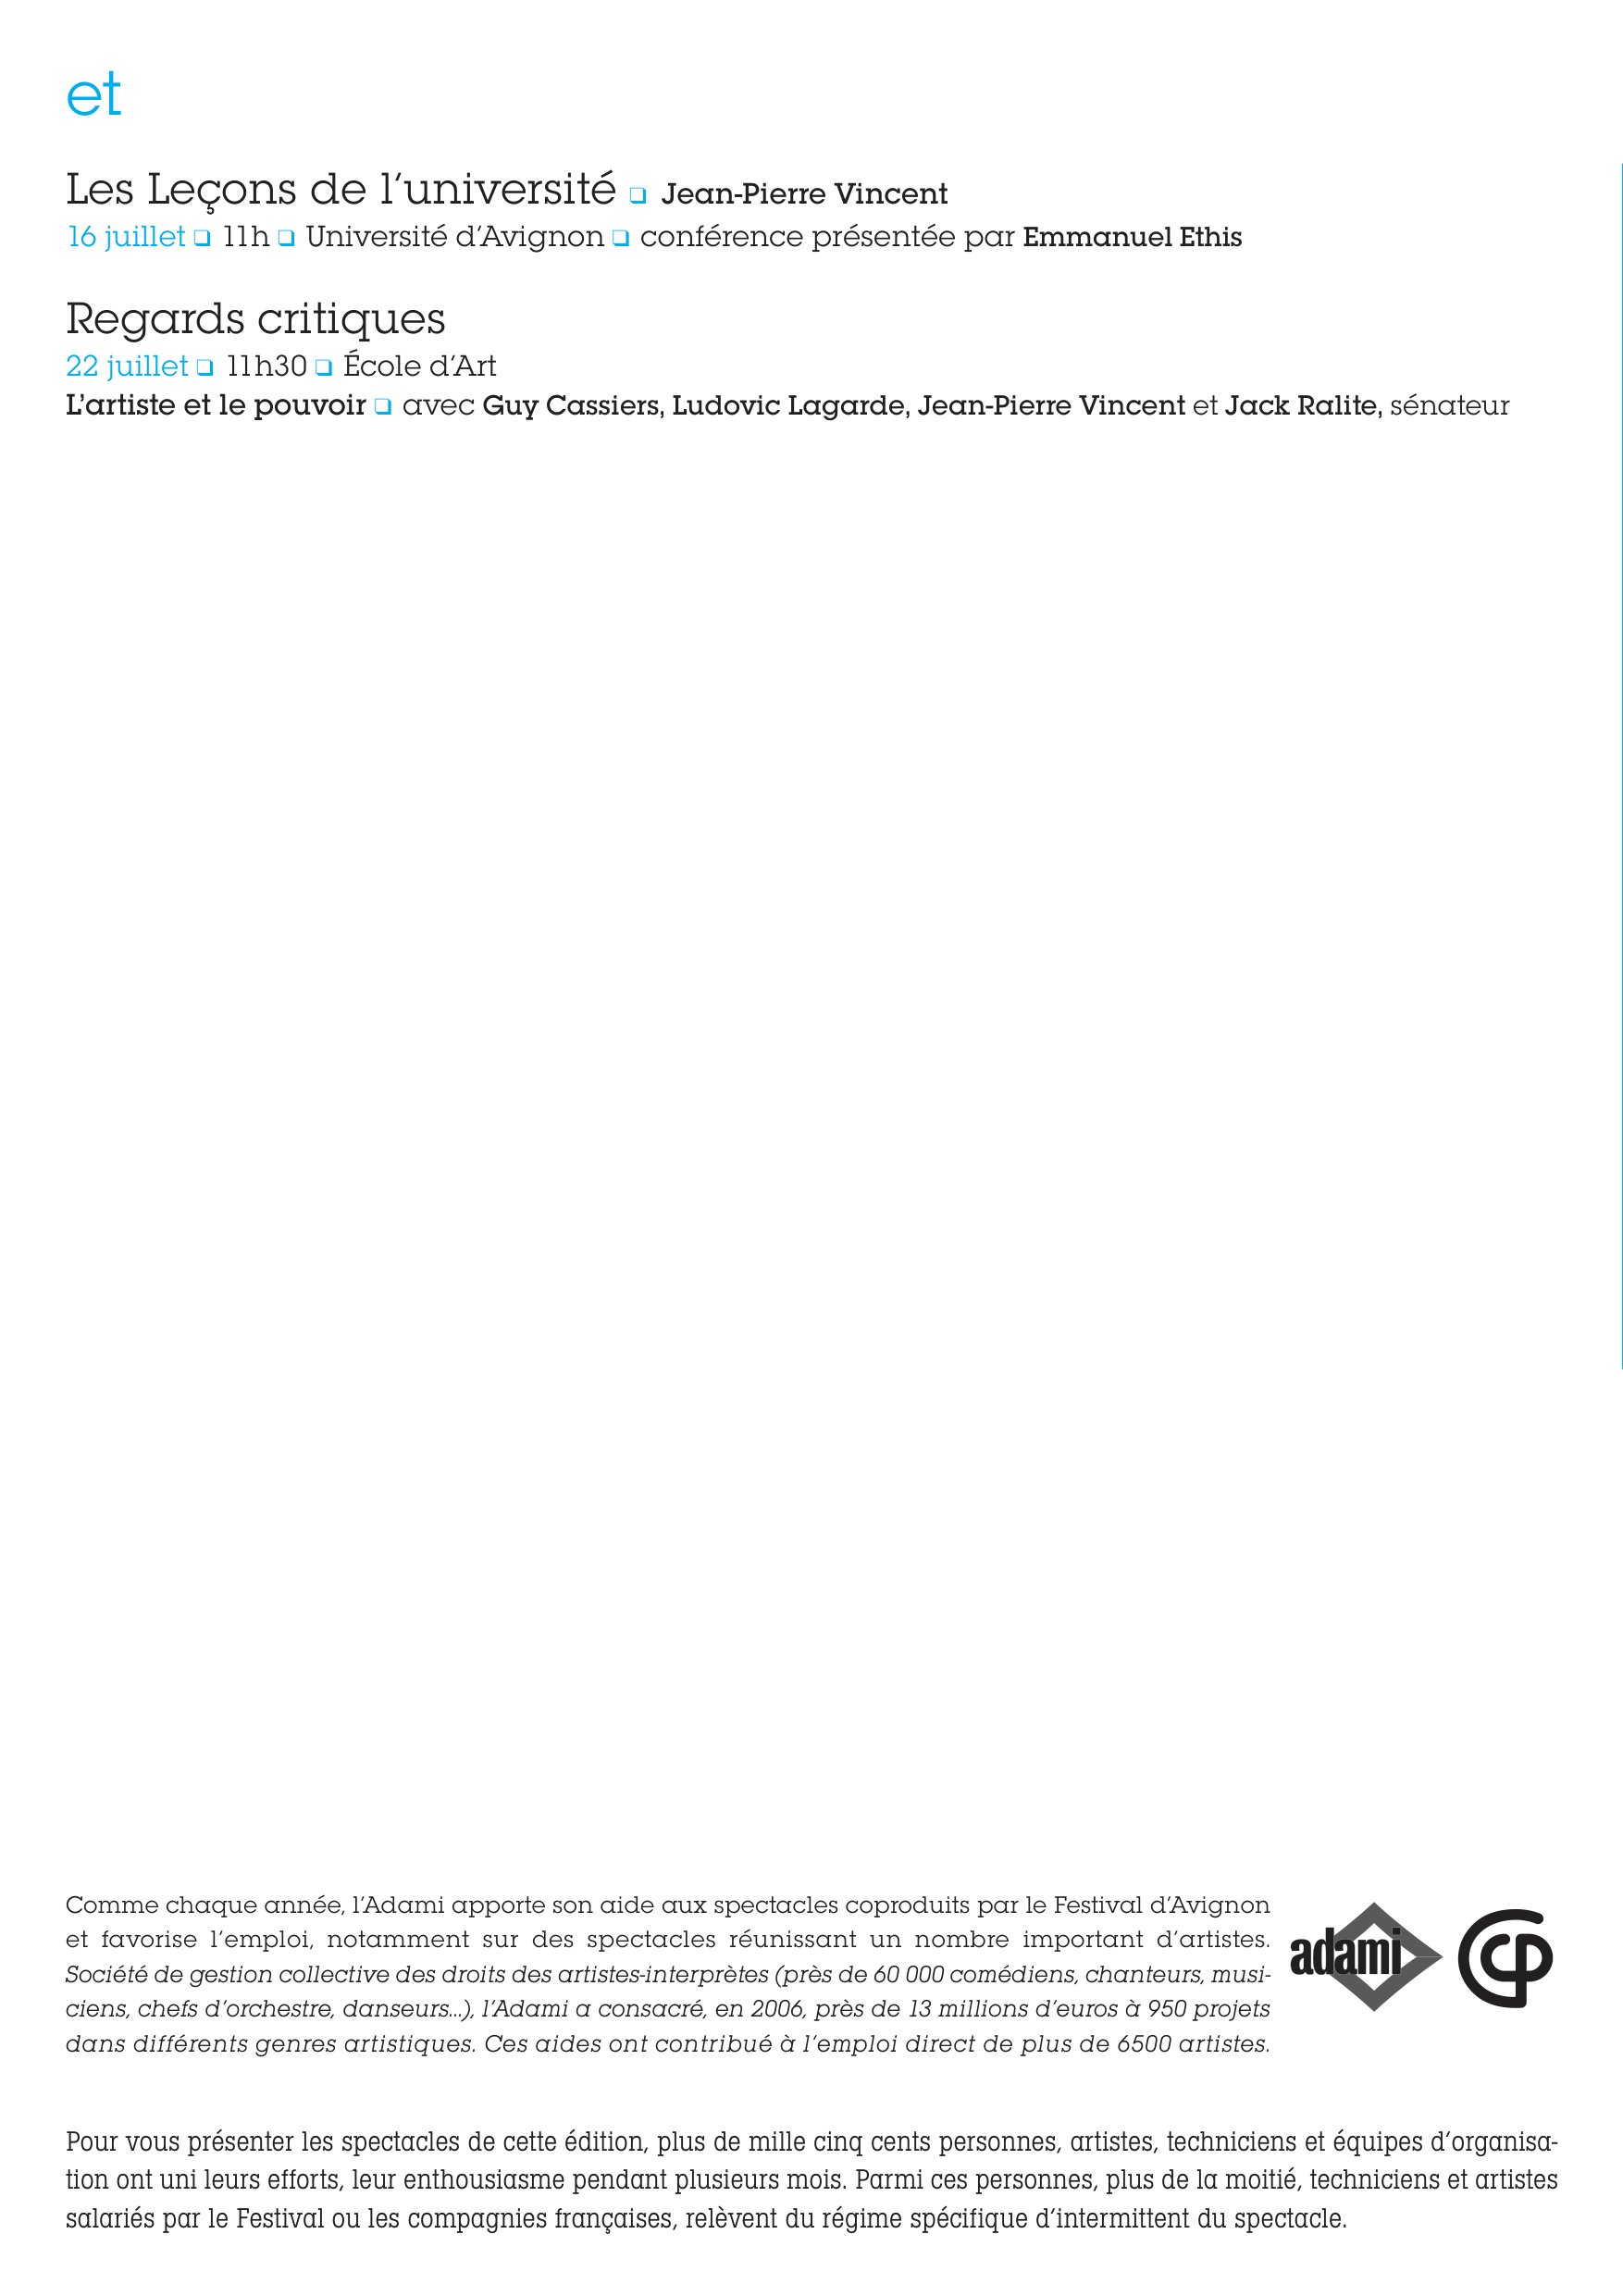 et
Les Leçons de l’université ❏ Jean-Pierre Vincent
16 juillet ❏ 11h ❏ Université d’Avignon ❏ conférence présentée par Emmanuel Ethis
Regards critiques
22 juillet ❏ 11h30 ❏ École d’Art
L’artiste et le pouvoir ❏ avec Guy Cassiers, Ludovic Lagarde, Jean-Pierre Vincent et Jack Ralite, sénateur
Comme chaque année, l’Adami apporte son aide aux spectacles coproduits par le Festival d’Avignon
et favorise l’emploi, notamment sur des spectacles réunissant un nombre important d’artistes.
Société de gestion collective des droits des artistes-interprètes (près de 60 000 comédiens, chanteurs, musi-
ciens, chefs d’orchestre, danseurs...), l’Adami a consacré, en 2006, près de 13 millions d’euros à 950 projets
dans différents genres artistiques. Ces aides ont contribué à l’emploi direct de plus de 6500 artistes.
adami
Pour vous présenter les spectacles de cette édition, plus de mille cinq cents personnes, artistes, techniciens et équipes d’organisa-
tion ont uni leurs efforts, leur enthousiasme pendant plusieurs mois. Parmi ces personnes, plus de la moitié, techniciens et artistes
salariés par le Festival ou les compagnies françaises, relèvent du régime spécifique d’intermittent du spectacle.